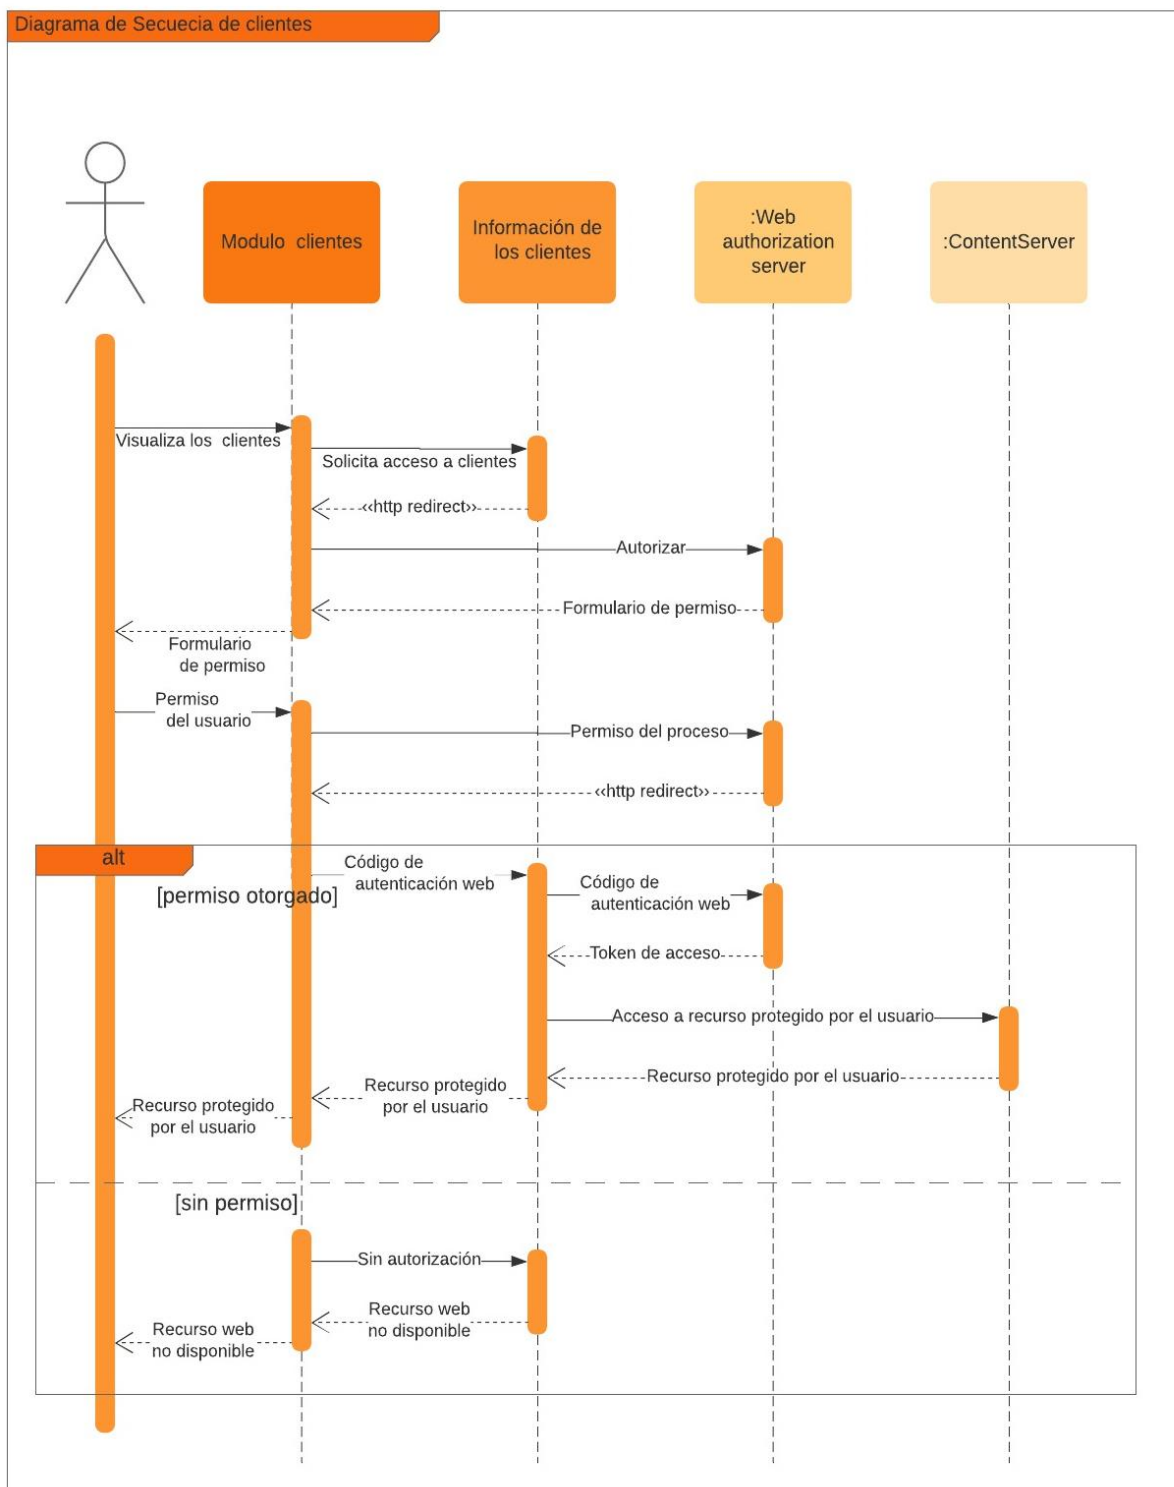 Diagrama de Secuecia de clientes
Modulo clientes
Información de
los clientes
:Web
authorization
server
:ContentServer
Visualiza los clientes
Solicita acceso a clientes
‹‹http redirect››
Autorizar
Formulario de permiso
Formulario
de permiso
Permiso
del usuario
Permiso del proceso
‹‹http redirect››
alt
[permiso otorgado]
Código de
autenticación web
Código de
autenticación web
Token de acceso
Acceso a recurso protegido por el usuario
Recurso protegido por el usuario
Recurso protegido
por el usuario
Recurso protegido
por el usuario
[sin permiso]
Sin autorización
Recurso web
no disponible
Recurso web
no disponible